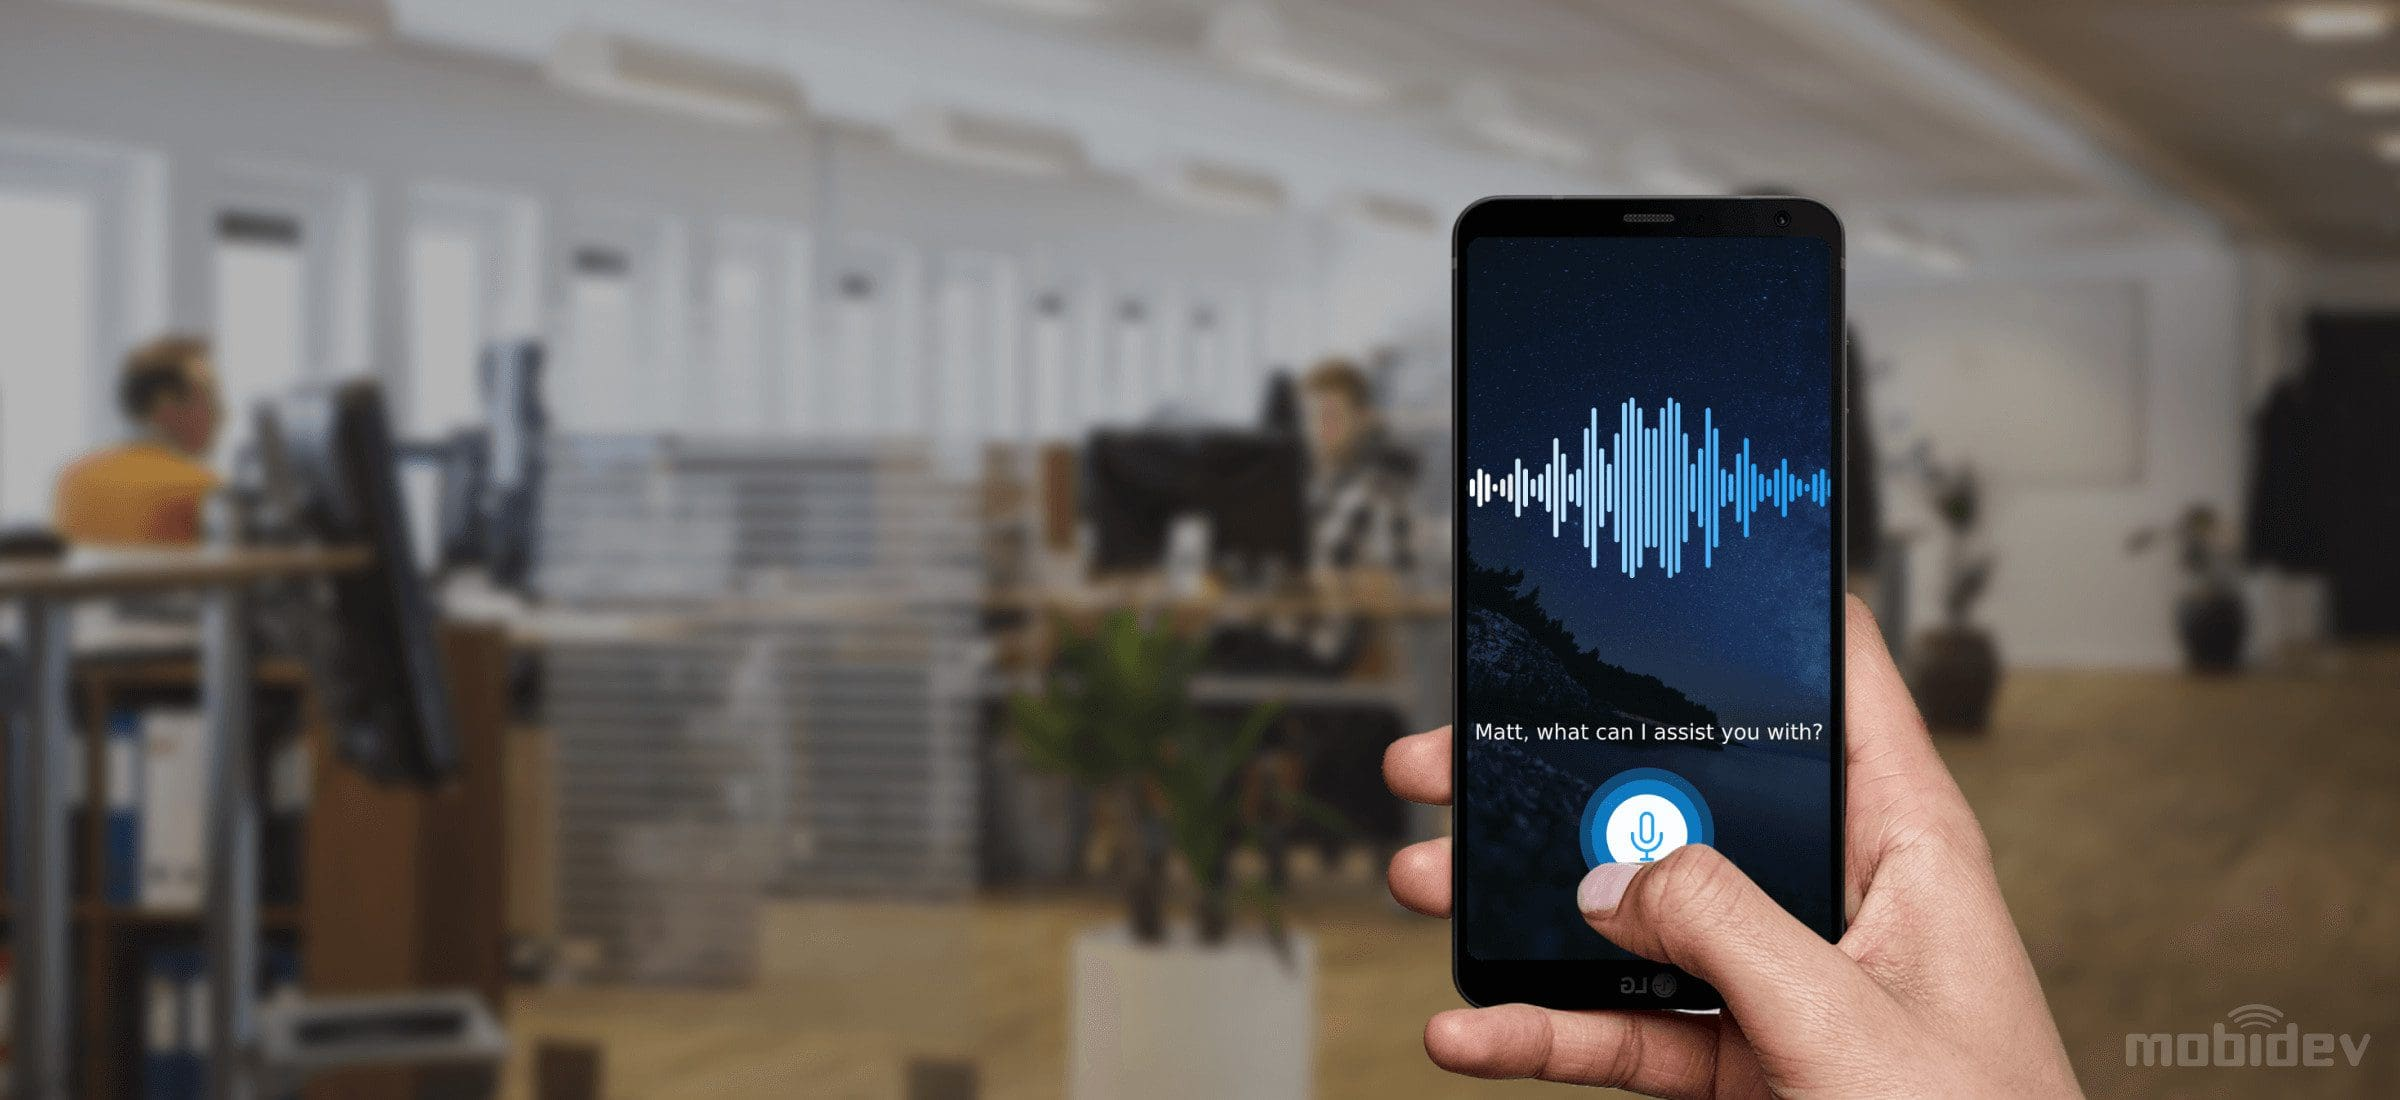 Matt, what can I assist you with?
LG
mobidev